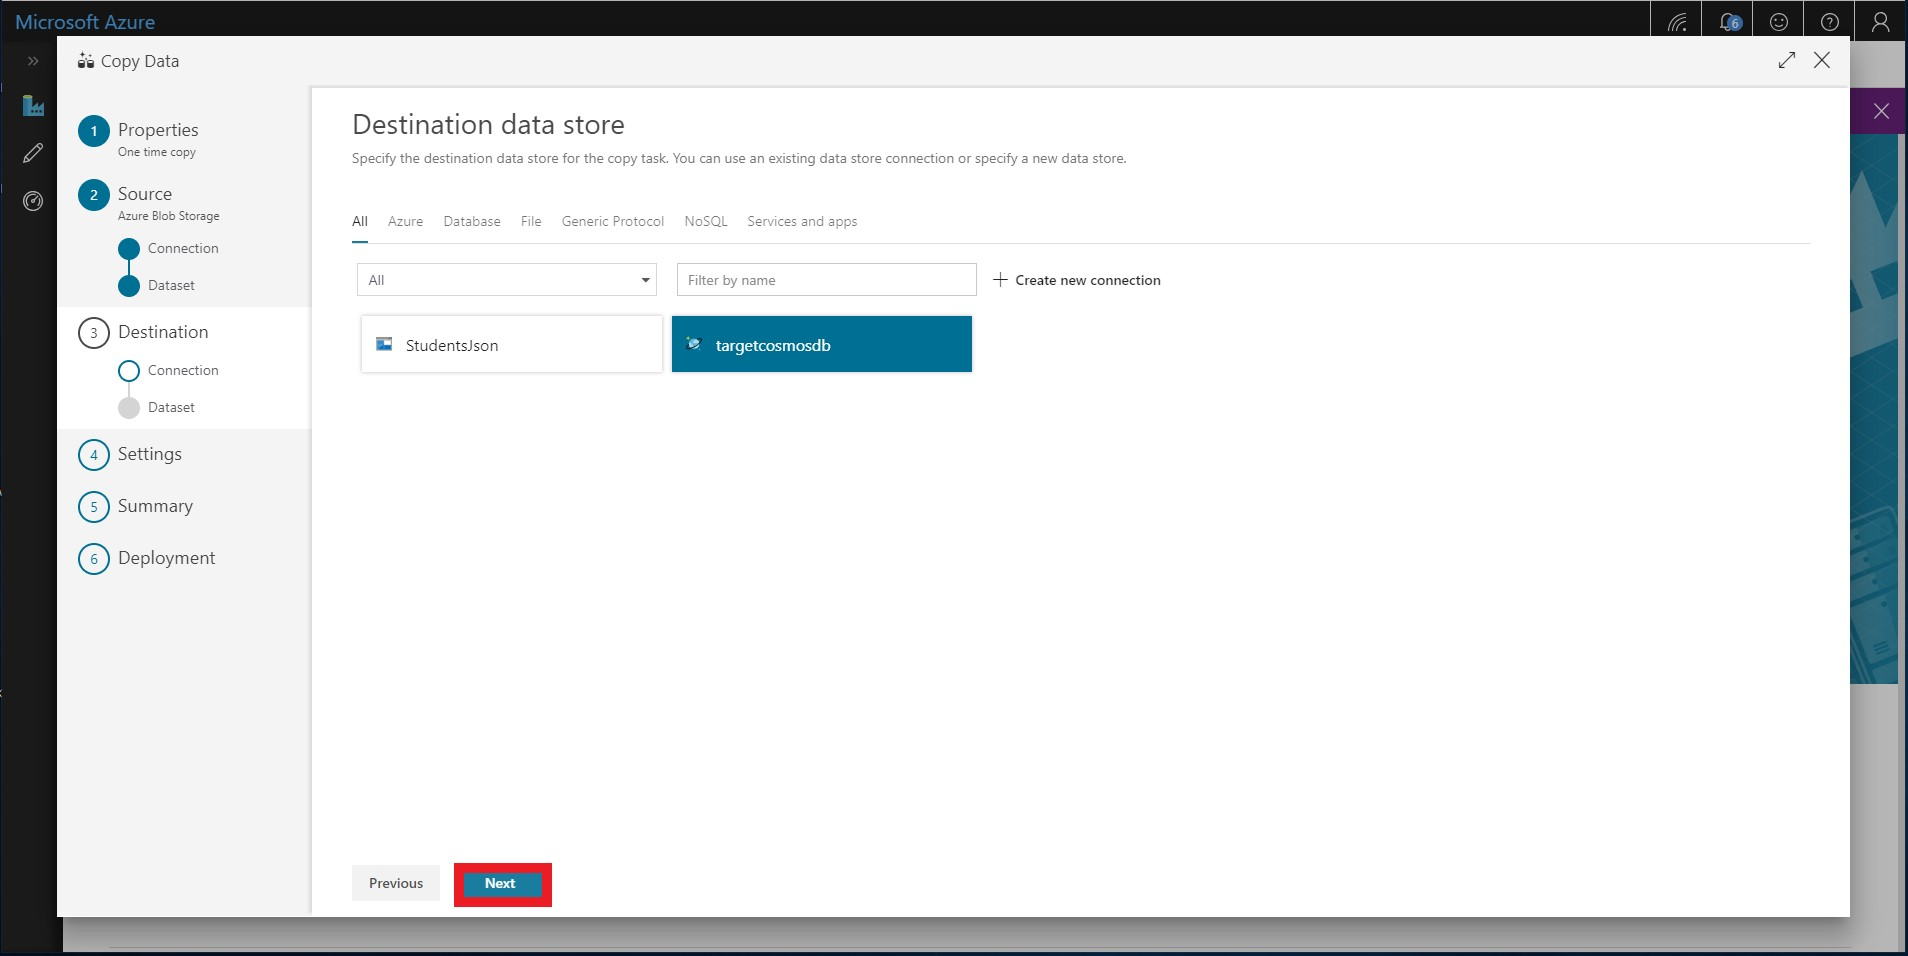 Microsoft Azure
6
Copy Data
1 Properties
One time copy
2 Source
Azure Blob Storage
Connection
Dataset
3 Destination
Connection
Dataset
4 Settings
5 Summary
6 Deployment
Destination data store
Specify the destination data store for the copy task. You can use an existing data store connection or specify a new data store.
All Azure Database File Generic Protocol NoSQL Services and apps
All Filter by name + Create new connection
StudentsJson targetcosmosdb
Previous Next